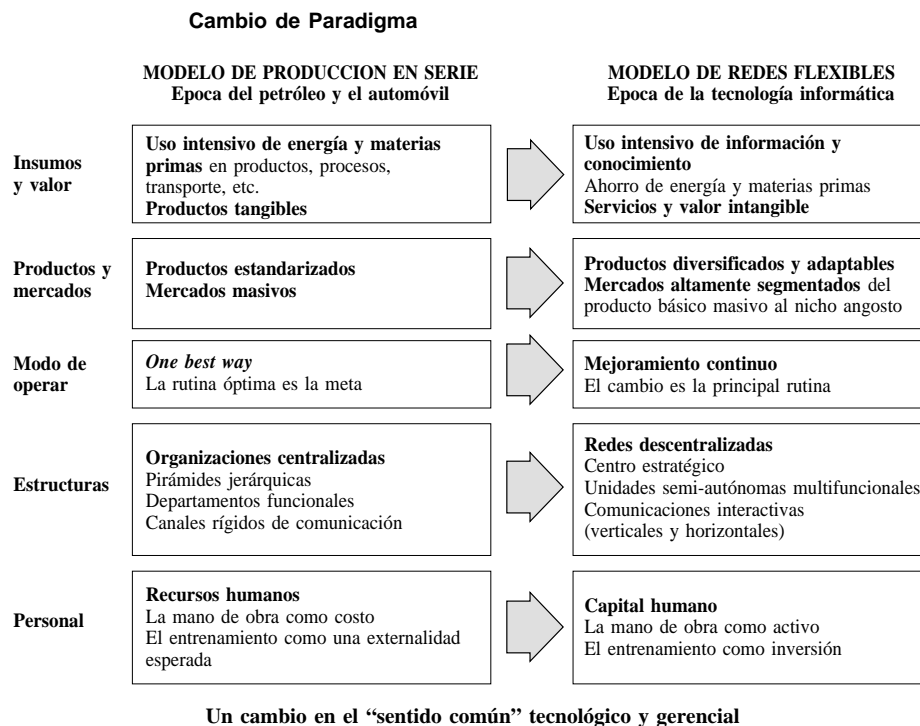 Cambio de Paradigma
MODELO DE PRODUCCION EN SERIE
Epoca del petróleo y el automóvil
MODELO DE REDES FLEXIBLES
Epoca de la tecnología informática
Insumos
y valor
Uso intensivo de energía y materias
primas en productos, procesos,
transporte, etc.
Productos tangibles
Uso intensivo de información y
conocimiento
Ahorro de energía y materias primas
Servicios y valor intangible
Productos y
mercados
Productos estandarizados
Mercados masivos
Productos diversificados y adaptables
Mercados altamente segmentados del
producto básico masivo al nicho angosto
Modo de
operar
One best way
La rutina óptima es la meta
Mejoramiento continuo
El cambio es la principal rutina
Estructuras
Organizaciones centralizadas
Pirámides jerárquicas
Departamentos funcionales
Canales rígidos de comunicación
Redes descentralizadas
Centro estratégico
Unidades semi-autónomas multifuncionales
Comunicaciones interactivas
(verticales y horizontales)
Personal
Recursos humanos
La mano de obra como costo
El entrenamiento como una externalidad
esperada
Capital humano
La mano de obra como activo
El entrenamiento como inversión
Un cambio en el “sentido común” tecnológico y gerencial